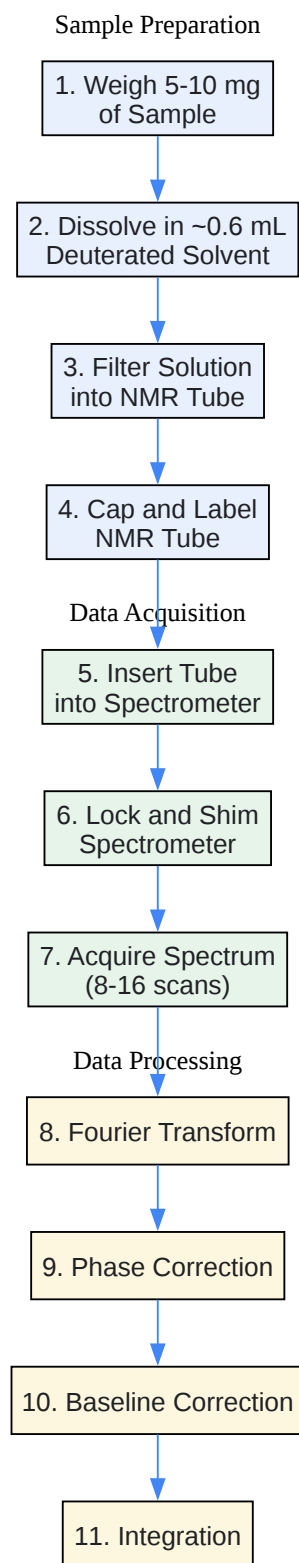 Sample Preparation
1. Weigh 5-10 mg
of Sample
2. Dissolve in ~0.6 mL
Deuterated Solvent
3. Filter Solution
into NMR Tube
4. Cap and Label
NMR Tube
Data Acquisition
5. Insert Tube
into Spectrometer
6. Lock and Shim
Spectrometer
7. Acquire Spectrum
(8-16 scans)
Data Processing
8. Fourier Transform
9. Phase Correction
10. Baseline Correction
11. Integration